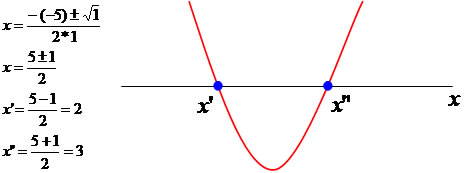 x = (-(-5) ± √1) / (2*1)
x = (5±1) / 2
x' = (5-1) / 2 = 2
x" = (5+1) / 2 = 3
x' x" x